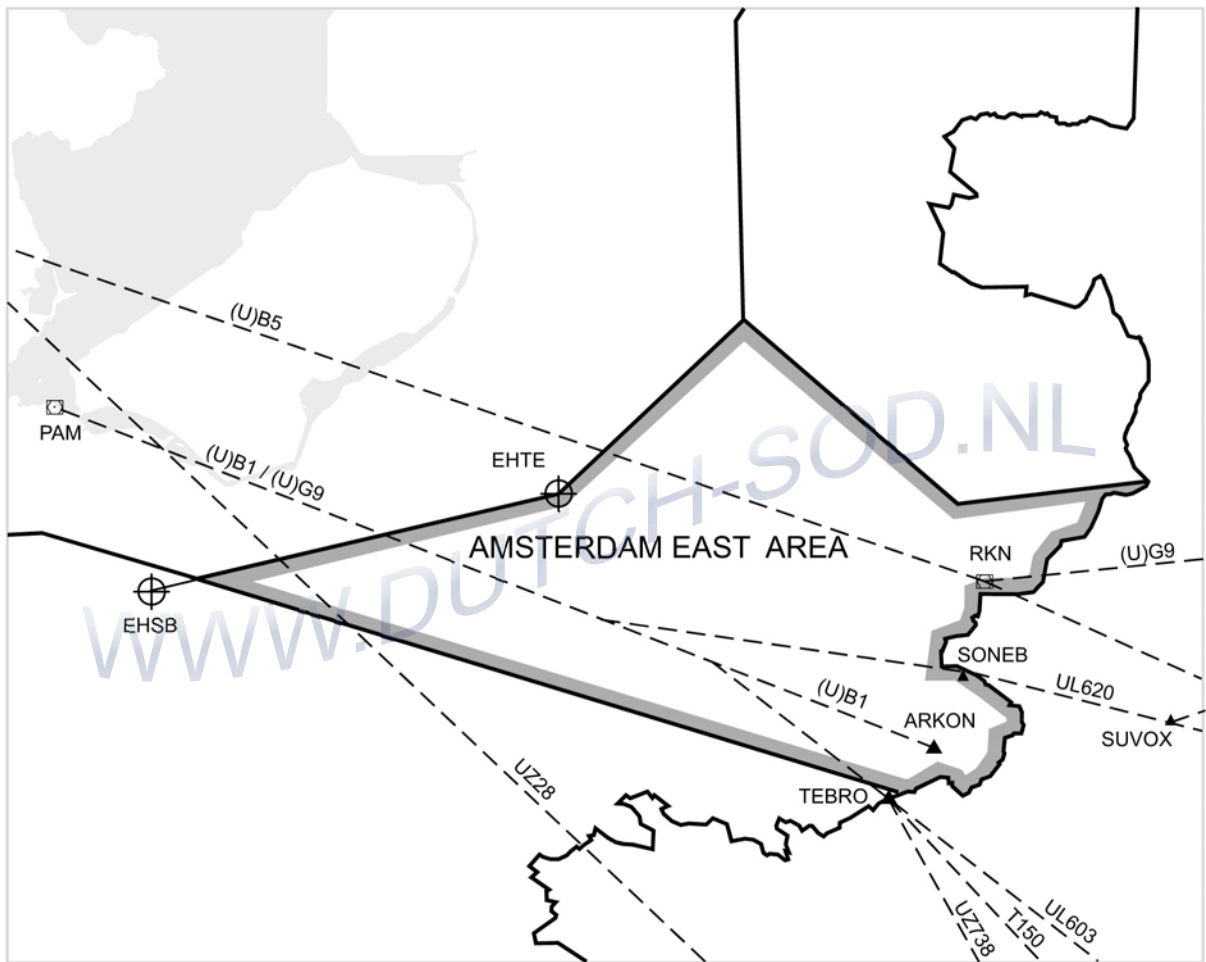 (U)B5
PAM
(U)B1 / (U)G9
EHTE
AMSTERDAM EAST AREA
RKN
(U)G9
EHSB
WWW.DUTCH-SOD.NL
SONEB
UL620
(U)B1
ARKON
SUVOX
UZ28
TEBRO
UL603
T150
UZ738